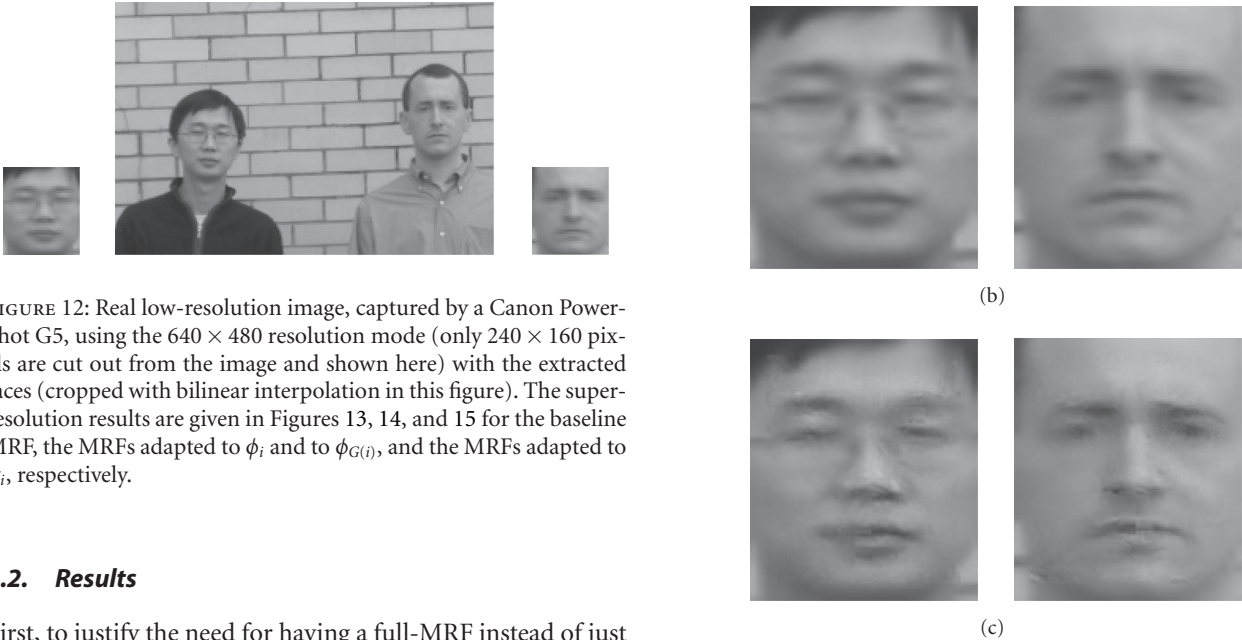 IGURE 12: Real low-resolution image, captured by a Canon Power-
hot G5, using the 640 × 480 resolution mode (only 240 × 160 pix-
ls are cut out from the image and shown here) with the extracted
aces (cropped with bilinear interpolation in this figure). The super-
esolution results are given in Figures 13, 14, and 15 for the baseline
MRF, the MRFs adapted to ϕi and to ϕG(i), and the MRFs adapted to
i, respectively.
.2. Results
irst, to justify the need for having a full-MRF instead of just
(b)
(c)